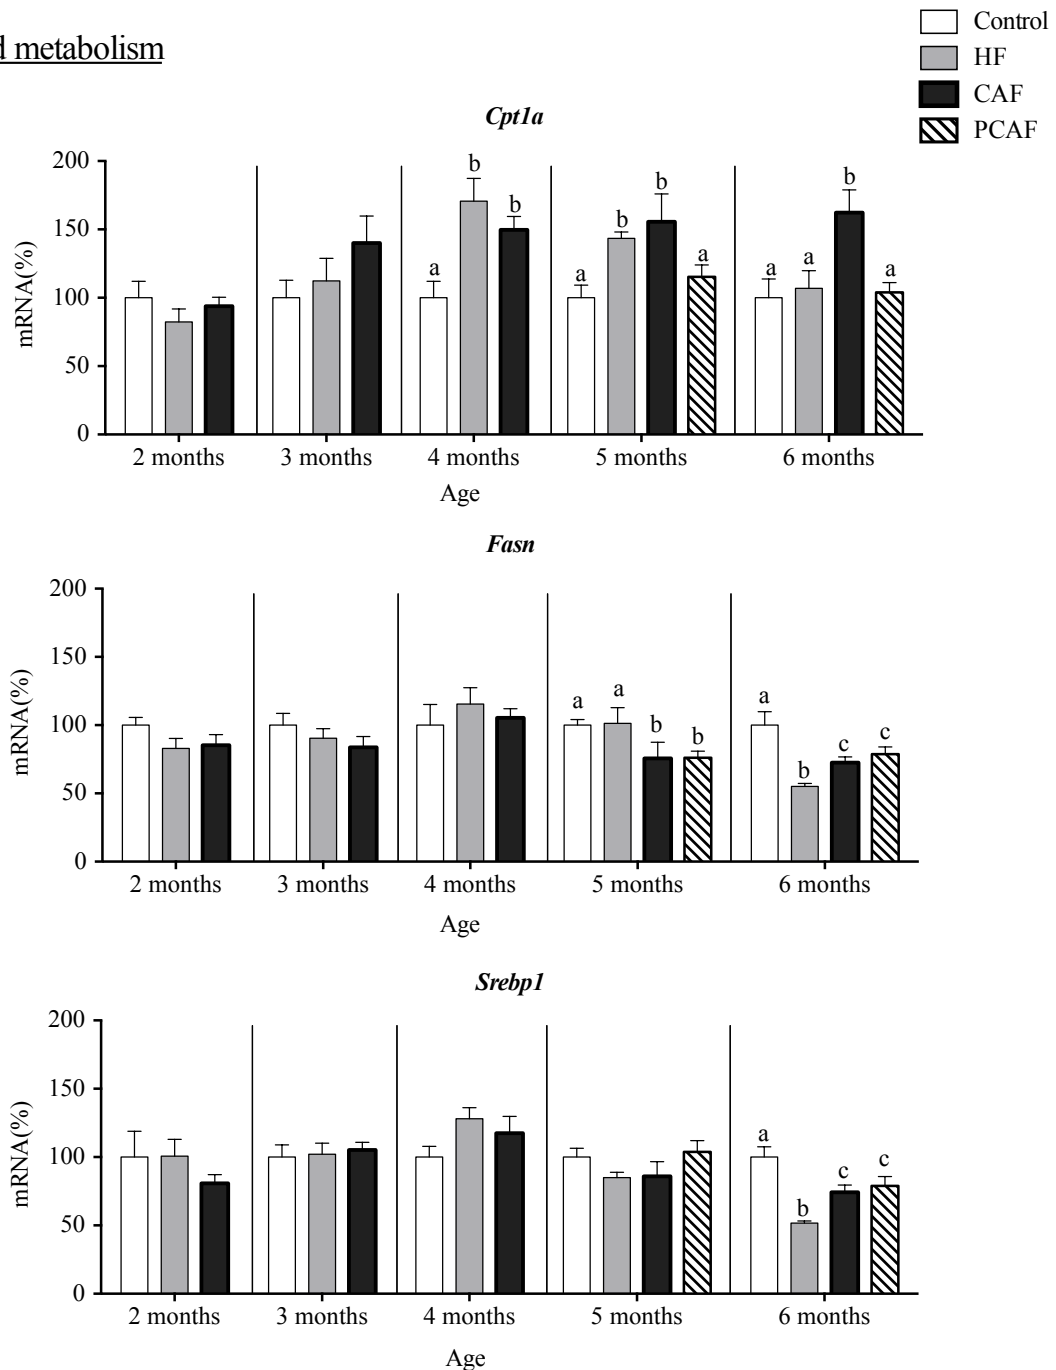 Control
HF
CAF
PCAF
metabolism
Cpt1a
200
150
100
50
0
mRNA(%)
b
b
a
b
b
a
a
b
a
a
a
2 months 3 months 4 months 5 months 6 months
Age
Fasn
200
150
100
50
0
mRNA(%)
a a b b
a b c c
2 months 3 months 4 months 5 months 6 months
Age
Srebp1
200
150
100
50
0
mRNA(%)
a b c c
2 months 3 months 4 months 5 months 6 months
Age